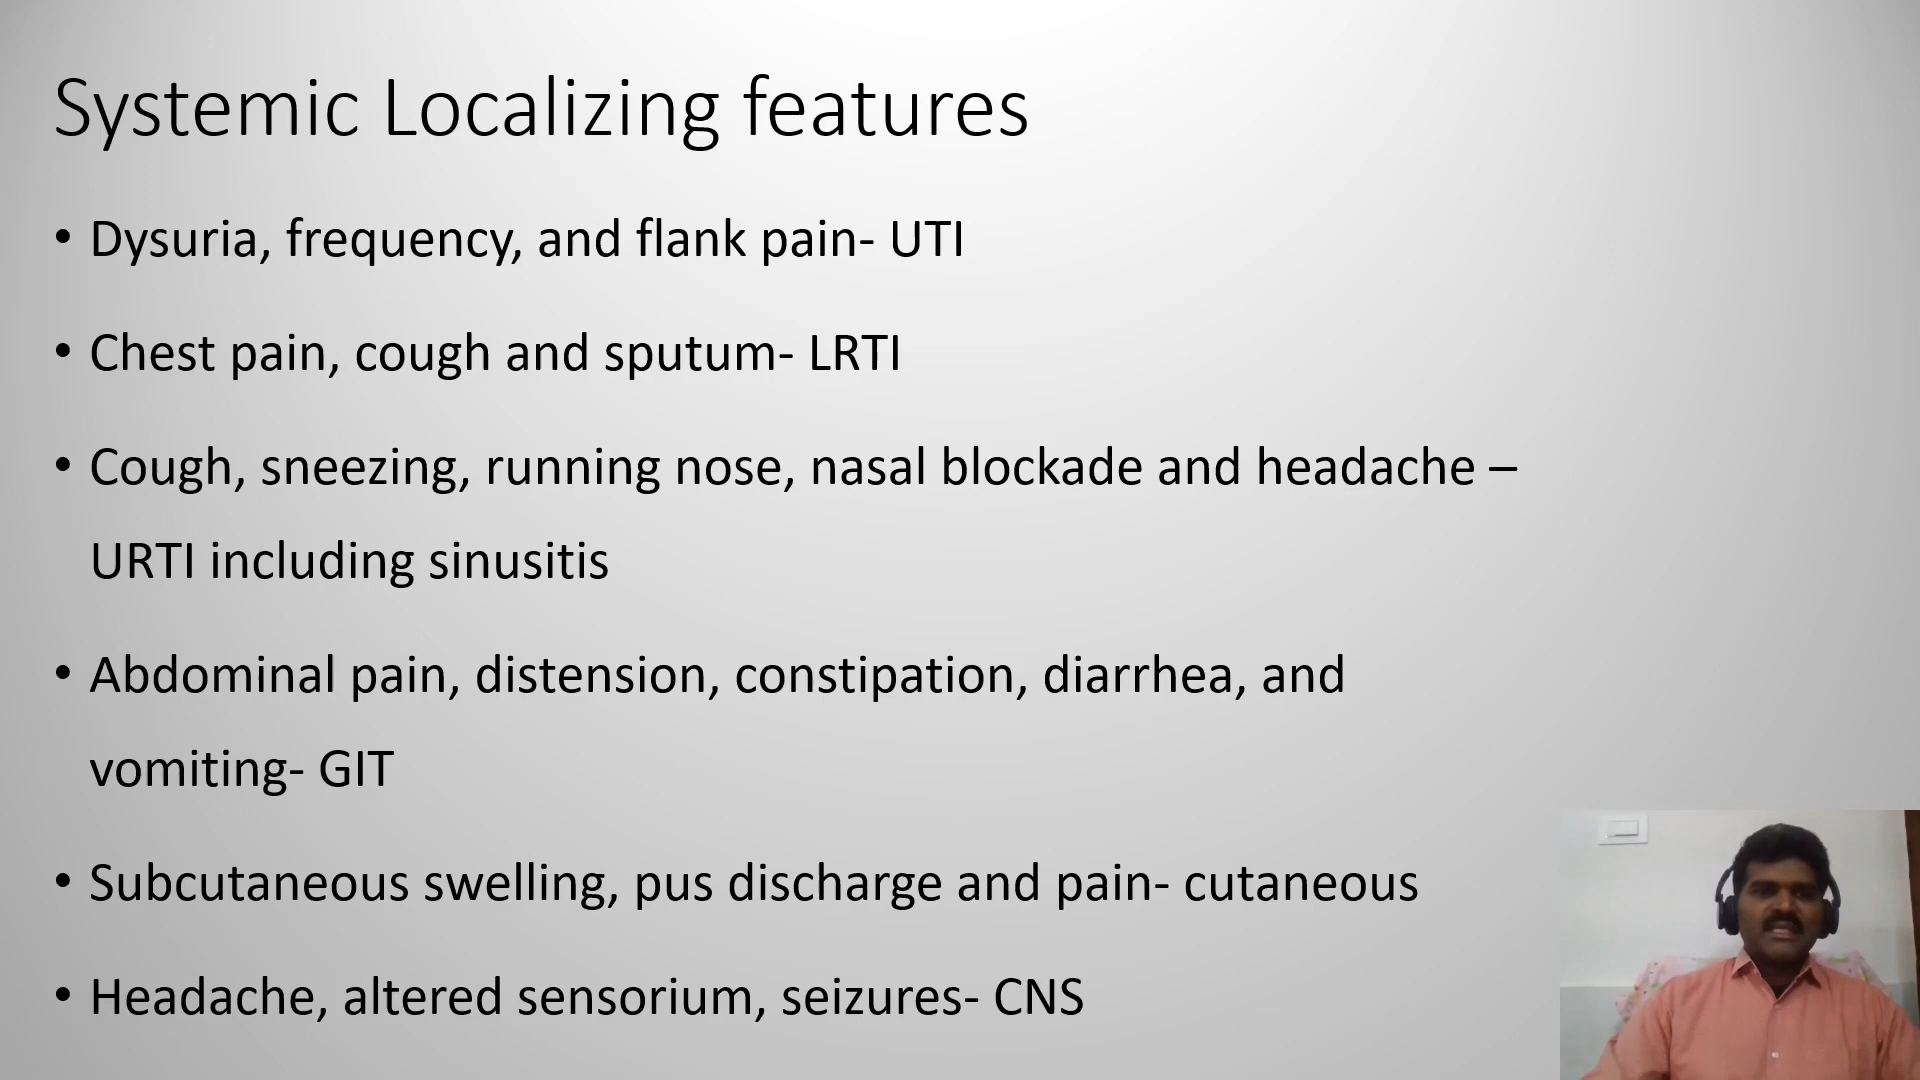 Systemic Localizing features
• Dysuria, frequency, and flank pain- UTI
• Chest pain, cough and sputum- LRTI
• Cough, sneezing, running nose, nasal blockade and headache –
URTI including sinusitis
• Abdominal pain, distension, constipation, diarrhea, and
vomiting- GIT
• Subcutaneous swelling, pus discharge and pain- cutaneous
• Headache, altered sensorium, seizures- CNS